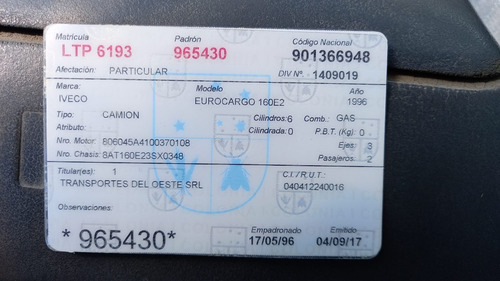 Matrícula Padrón Código Nacional
LTP 6193 965430 901366948
Afectación: PARTICULAR DIV Nº. 1409019
Marca: Modelo Año
IVECO EUROCARGO 160E2 1996
Tipo: CAMION Cilindros: 6 Comb.: GAS
Atributo: Cilindrada: 0 P.B.T (Kg): 0
Nro. Motor: 806045A4100370108 Ejes: 3
Nro. Chasis: 8AT160E23SX0348 Pasajeros: 2
Titular(es): 1 C.I./R.U.T.:
TRANSPORTES DEL OESTE SRL 040412240016
Observaciones:
Empadronado Emitido
*965430* 17/05/96 04/09/17